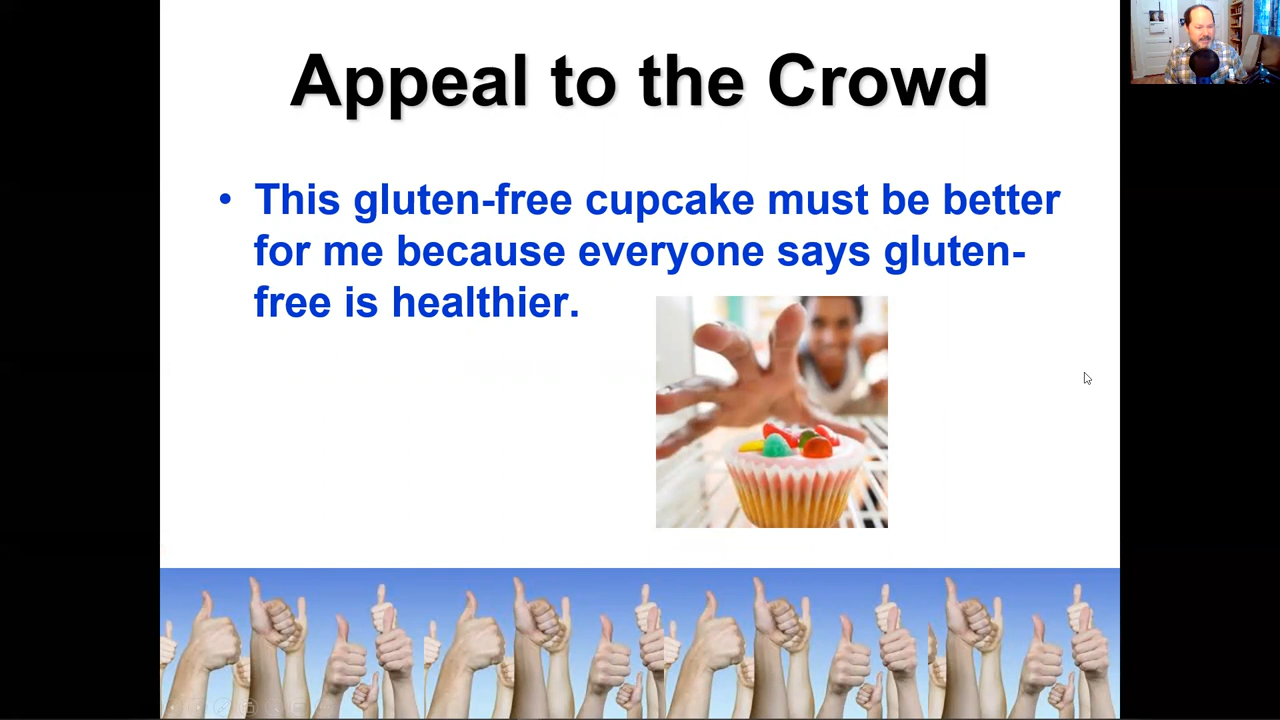 Appeal to the Crowd
• This gluten-free cupcake must be better
for me because everyone says gluten-
free is healthier.